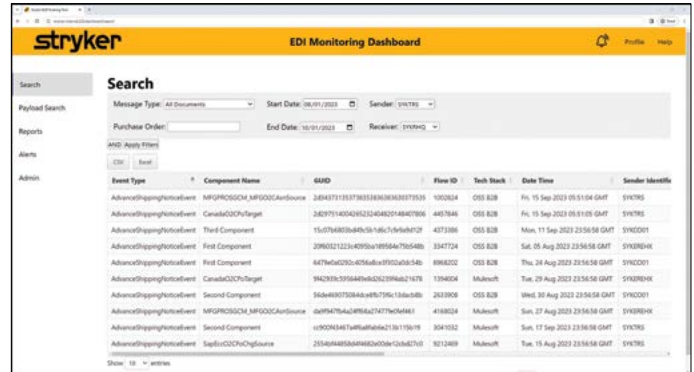 stryker
EDI Monitoring Dashboard
Profile Help
Search
Payload Search
Reports
Alerts
Admin
Search
Message Type: All Documents Start Date: 08/01/2023 Sender: SYKTRS
Purchase Order: End Date: 10/01/2023 Receiver: SYKRHQ
AND Apply Filters
CSV Excel
Event Type Component Name GUID Flow ID Tech Stack Date Time Sender Identifie
AdvanceShippingNoticeEvent MFGPROSGCM_MFGO2CAsnSource 1002824 OSS B2B Fri, 15 Sep 2023 05:51:04 GMT SYKTRS
AdvanceShippingNoticeEvent CanadaO2CPoTarget 4457846 OSS B2B Fri, 15 Sep 2023 05:51:05 GMT SYKTRS
AdvanceShippingNoticeEvent Third Component 4373386 OSS B2B Mon, 11 Sep 2023 23:56:58 GMT SYKDD01
AdvanceShippingNoticeEvent First Component 3347724 OSS B2B Sat, 05 Aug 2023 23:56:58 GMT SYKEREHX
AdvanceShippingNoticeEvent First Component 8968202 OSS B2B Thu, 24 Aug 2023 23:56:58 GMT
AdvanceShippingNoticeEvent CanadaO2CPoTarget 1394004 Mulesoft Tue, 29 Aug 2023 23:56:58 GMT SYKEREHX
AdvanceShippingNoticeEvent Second Component 2633908 OSS B2B Wed, 30 Aug 2023 23:56:58 GMT
AdvanceShippingNoticeEvent MFGPROSGCM_MFGO2CAsnSource 4168024 Mulesoft Sun, 27 Aug 2023 23:56:58 GMT SYKEREHX
AdvanceShippingNoticeEvent Second Component 3041032 Mulesoft Sun, 17 Sep 2023 23:56:58 GMT SYKTRS
AdvanceShippingNoticeEvent SapEccO2CPoChgSource 9212469 Mulesoft Tue, 15 Aug 2023 23:56:58 GMT SYKTRS
Show 10 entries